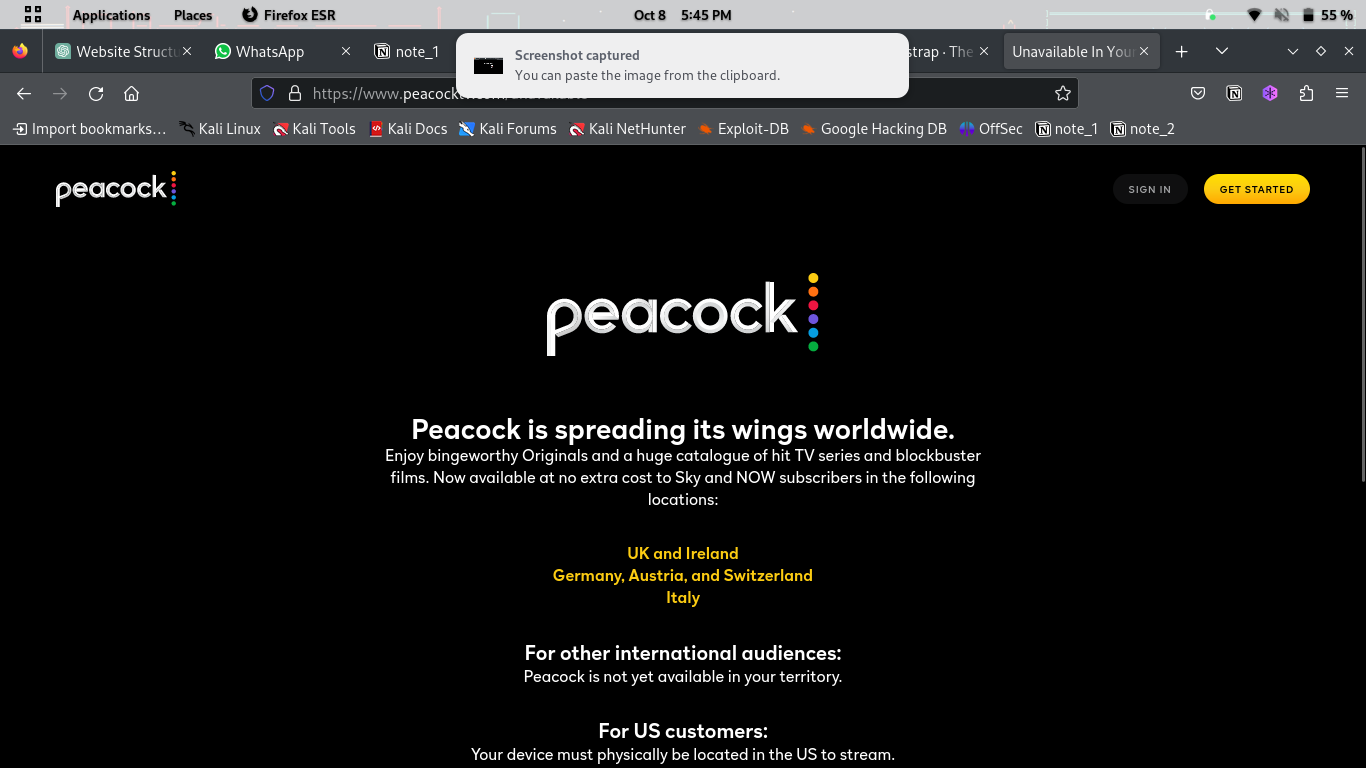 Applications Places Firefox ESR Oct 8 5:45 PM 55 %
Website Structu WhatsApp note_1 strap · The Unavailable In Your
Screenshot captured
You can paste the image from the clipboard.
https://www.peacock
Import bookmarks... Kali Linux Kali Tools Kali Docs Kali Forums Kali NetHunter Exploit-DB Google Hacking DB OffSec note_1 note_2
peacock SIGN IN GET STARTED
peacock
Peacock is spreading its wings worldwide.
Enjoy bingeworthy Originals and a huge catalogue of hit TV series and blockbuster
films. Now available at no extra cost to Sky and NOW subscribers in the following
locations:
UK and Ireland
Germany, Austria, and Switzerland
Italy
For other international audiences:
Peacock is not yet available in your territory.
For US customers:
Your device must physically be located in the US to stream.